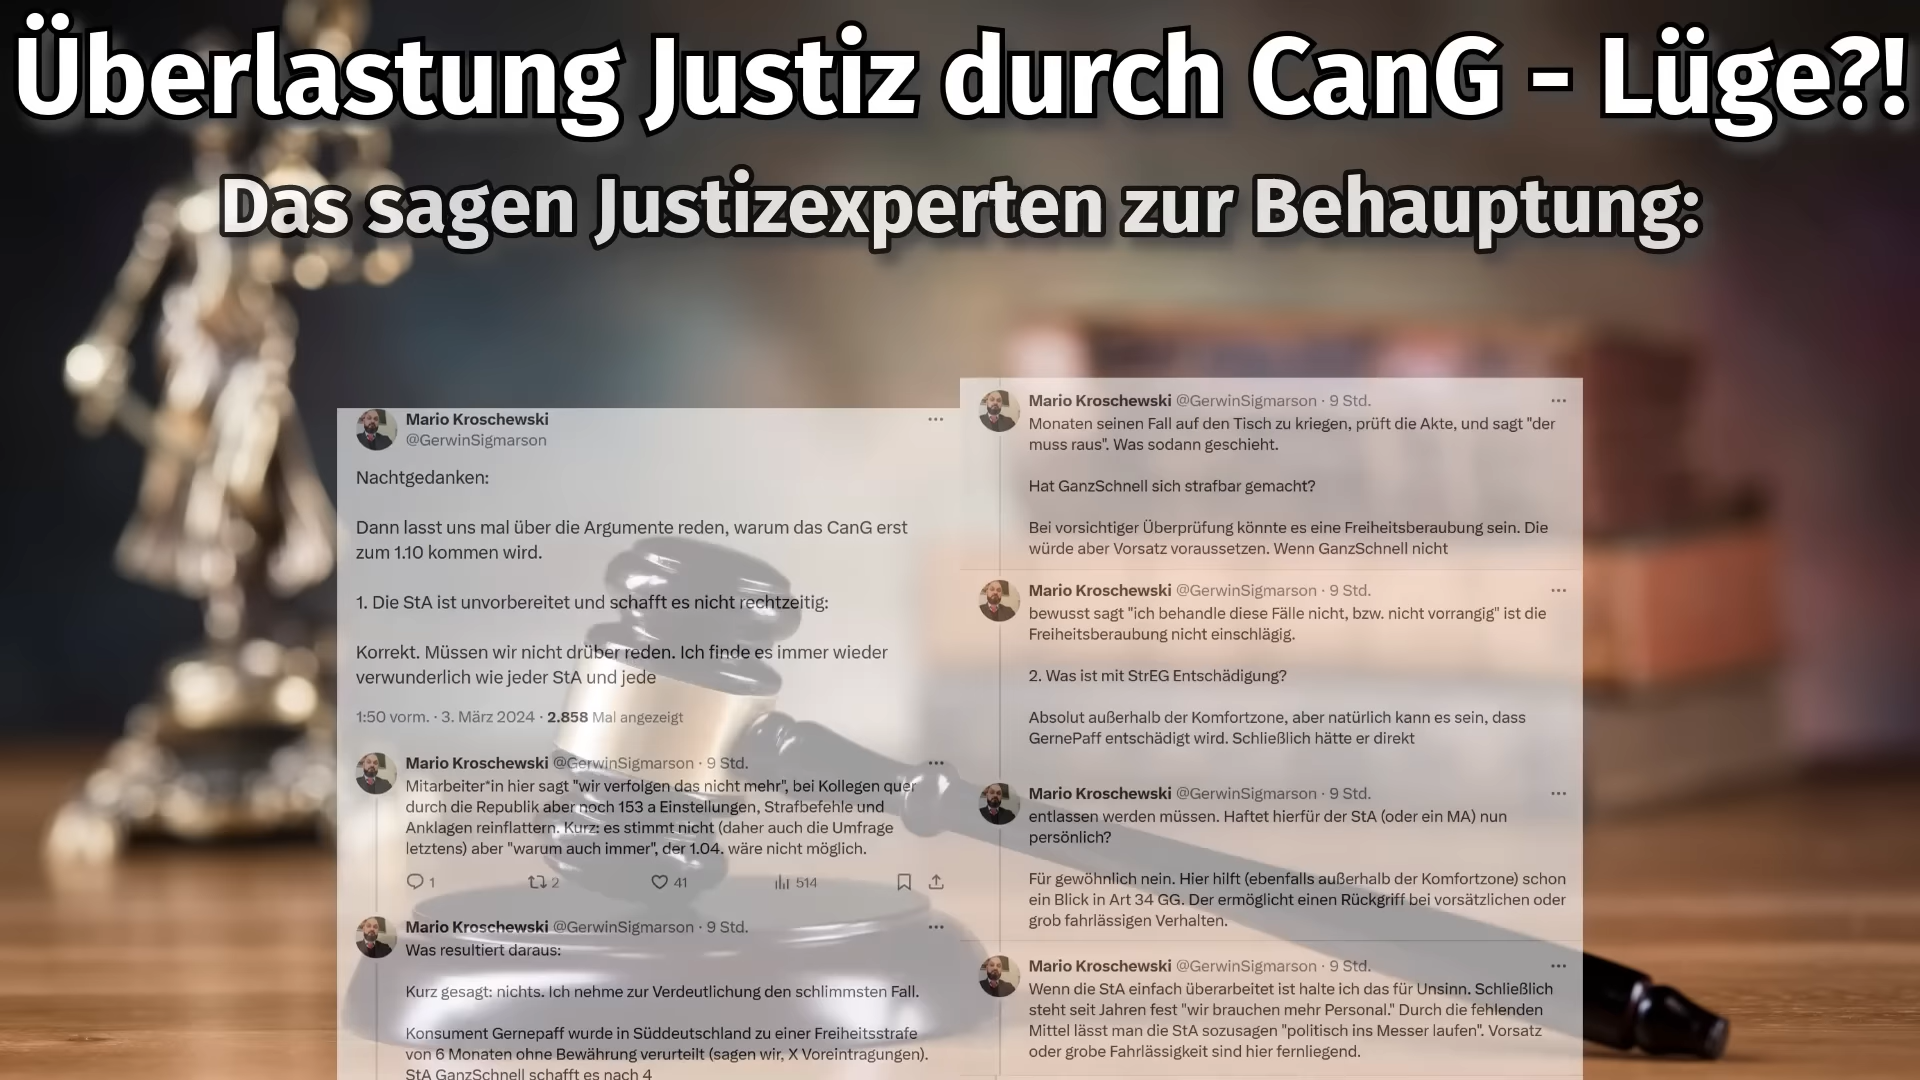 Überlastung Justiz durch CanG - Lüge?!
Das sagen Justizexperten zur Behauptung:
Mario Kroschewski
@GerwinSigmarson
Nachtgedanken:
Dann lasst uns mal über die Argumente reden, warum das CanG erst
zum 1.10 kommen wird.
1. Die StA ist unvorbereitet und schafft es nicht rechtzeitig:
Korrekt. Müssen wir nicht drüber reden. Ich finde es immer wieder
verwunderlich wie jeder StA und jede
1:50 vorm. · 3. März 2024 · 2.858 Mal angezeigt
Mario Kroschewski @GerwinSigmarson · 9 Std.
Mitarbeiter*in hier sagt "wir verfolgen das nicht mehr", bei Kollegen quer
durch die Republik aber noch 153 a Einstellungen, Strafbefehle und
Anklagen reinflattern. Kurz: es stimmt nicht (daher auch die Umfrage
letztens) aber "warum auch immer", der 1.04. wäre nicht möglich.
1 2 41 514
Mario Kroschewski @GerwinSigmarson · 9 Std.
Was resultiert daraus:
Kurz gesagt: nichts. Ich nehme zur Verdeutlichung den schlimmsten Fall.
Konsument Gernepaff wurde in Süddeutschland zu einer Freiheitsstrafe
von 6 Monaten ohne Bewährung verurteilt (sagen wir, X Voreintragungen).
StA GanzSchnell schafft es nach 4
Mario Kroschewski @GerwinSigmarson · 9 Std.
Monaten seinen Fall auf den Tisch zu kriegen, prüft die Akte, und sagt "der
muss raus". Was sodann geschieht.
Hat GanzSchnell sich strafbar gemacht?
Bei vorsichtiger Überprüfung könnte es eine Freiheitsberaubung sein. Die
würde aber Vorsatz voraussetzen. Wenn GanzSchnell nicht
Mario Kroschewski @GerwinSigmarson · 9 Std.
bewusst sagt "ich behandle diese Fälle nicht, bzw. nicht vorrangig" ist die
Freiheitsberaubung nicht einschlägig.
2. Was ist mit StrEG Entschädigung?
Absolut außerhalb der Komfortzone, aber natürlich kann es sein, dass
GernePaff entschädigt wird. Schließlich hätte er direkt
Mario Kroschewski @GerwinSigmarson · 9 Std.
entlassen werden müssen. Haftet hierfür der StA (oder ein MA) nun
persönlich?
Für gewöhnlich nein. Hier hilft (ebenfalls außerhalb der Komfortzone) schon
ein Blick in Art 34 GG. Der ermöglicht einen Rückgriff bei vorsätzlichen oder
grob fahrlässigen Verhalten.
Mario Kroschewski @GerwinSigmarson · 9 Std.
Wenn die StA einfach überarbeitet ist halte ich das für Unsinn. Schließlich
steht seit Jahren fest "wir brauchen mehr Personal." Durch die fehlenden
Mittel lässt man die StA sozusagen "politisch ins Messer laufen". Vorsatz
oder grobe Fahrlässigkeit sind hier fernliegend.